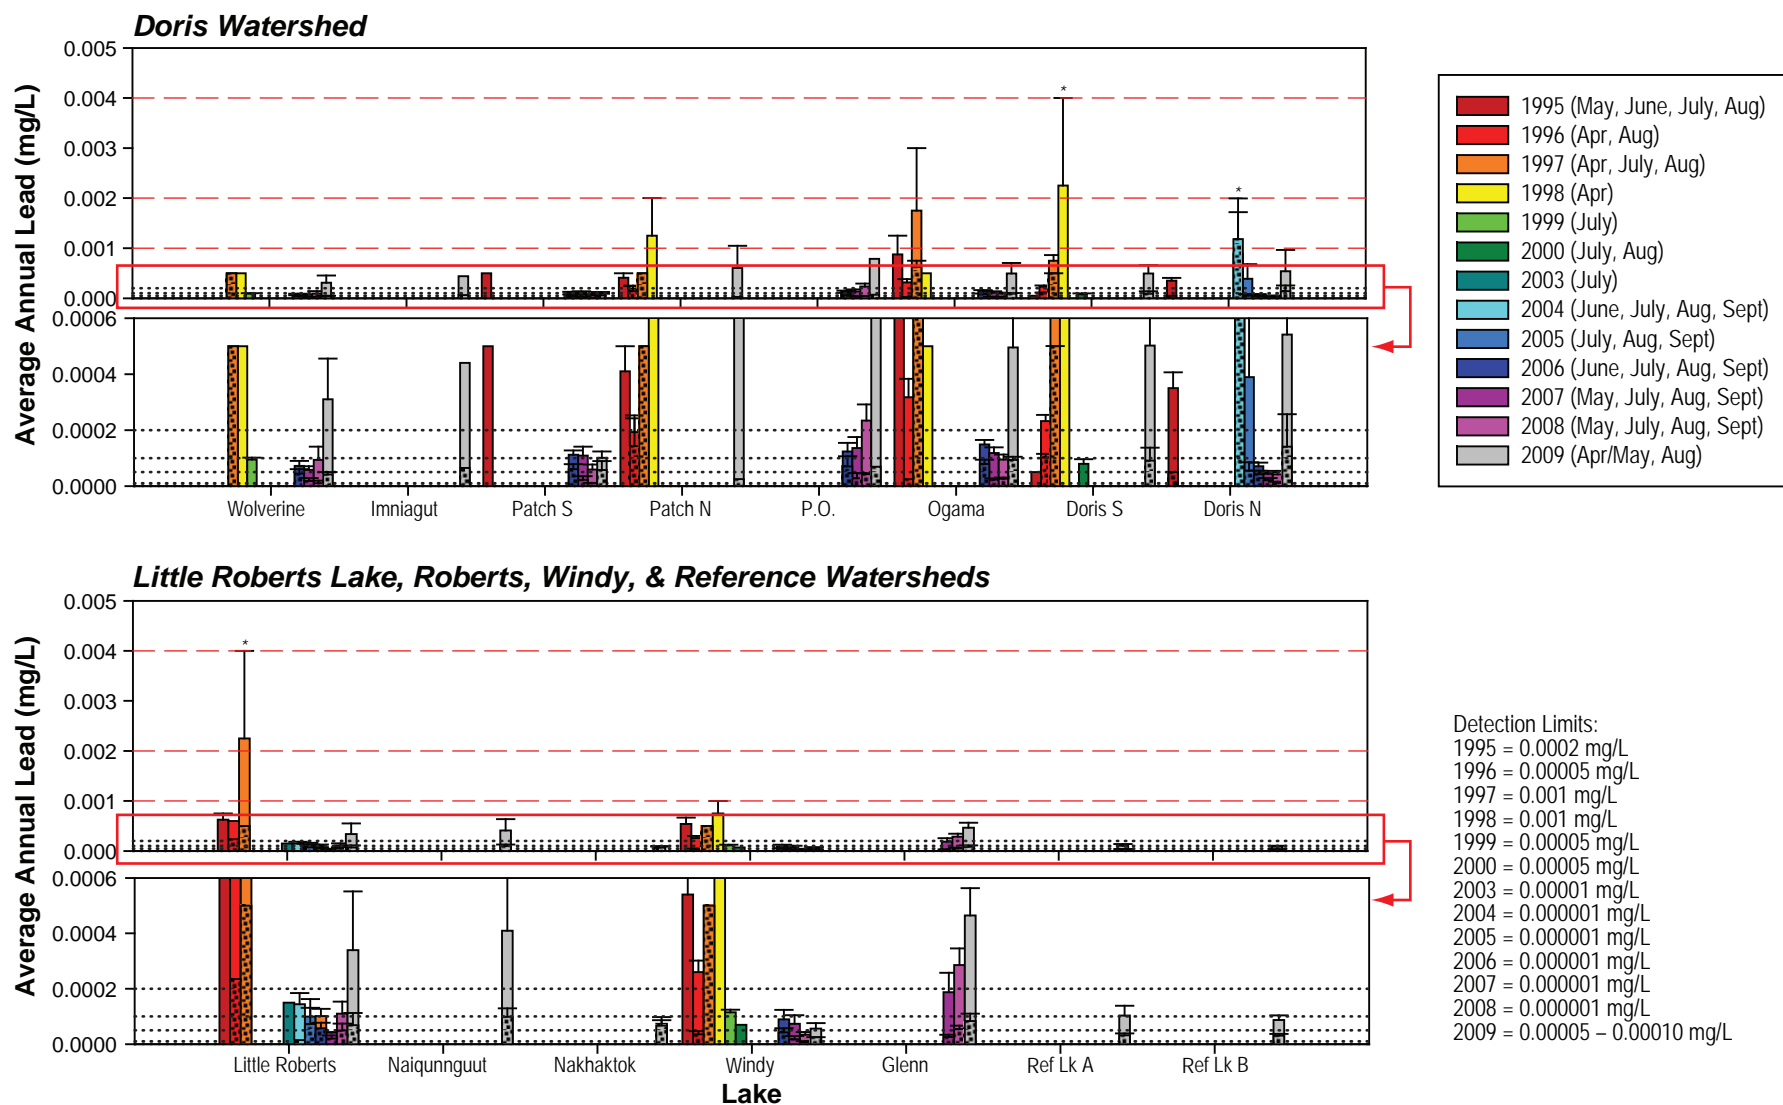 Doris Watershed
Average Annual Lead (mg/L)
0.005
0.004
0.003
0.002
0.001
0.000
*
*
0.0006
0.0004
0.0002
0.0000
Wolverine
Imniagut
Patch S
Patch N
P.O.
Ogama
Doris S
Doris N
1995 (May, June, July, Aug)
1996 (Apr, Aug)
1997 (Apr, July, Aug)
1998 (Apr)
1999 (July)
2000 (July, Aug)
2003 (July)
2004 (June, July, Aug, Sept)
2005 (July, Aug, Sept)
2006 (June, July, Aug, Sept)
2007 (May, July, Aug, Sept)
2008 (May, July, Aug, Sept)
2009 (Apr/May, Aug)
Little Roberts Lake, Roberts, Windy, & Reference Watersheds
Average Annual Lead (mg/L)
0.005
0.004
0.003
0.002
0.001
0.000
*
0.0006
0.0004
0.0002
0.0000
Little Roberts
Naiqunnguut
Nakhaktok
Windy
Glenn
Ref Lk A
Ref Lk B
Lake
Detection Limits:
1995 = 0.0002 mg/L
1996 = 0.00005 mg/L
1997 = 0.001 mg/L
1998 = 0.001 mg/L
1999 = 0.00005 mg/L
2000 = 0.00005 mg/L
2003 = 0.00001 mg/L
2004 = 0.000001 mg/L
2005 = 0.000001 mg/L
2006 = 0.000001 mg/L
2007 = 0.000001 mg/L
2008 = 0.000001 mg/L
2009 = 0.00005 – 0.00010 mg/L